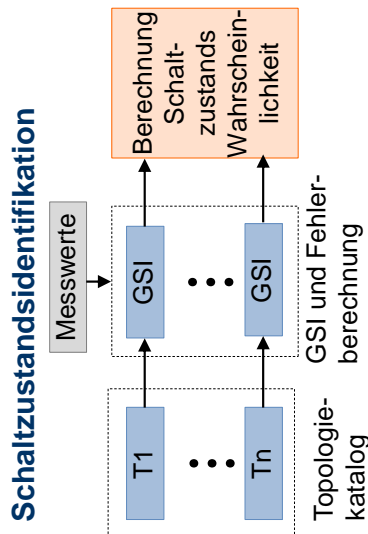 Schaltzustandsidentifikation
Messwerte
T1
Tn
Topologie-
katalog
GSI
GSI
GSI und Fehler-
berechnung
Berechnung
Schalt-
zustands
Wahrschein-
lichkeit